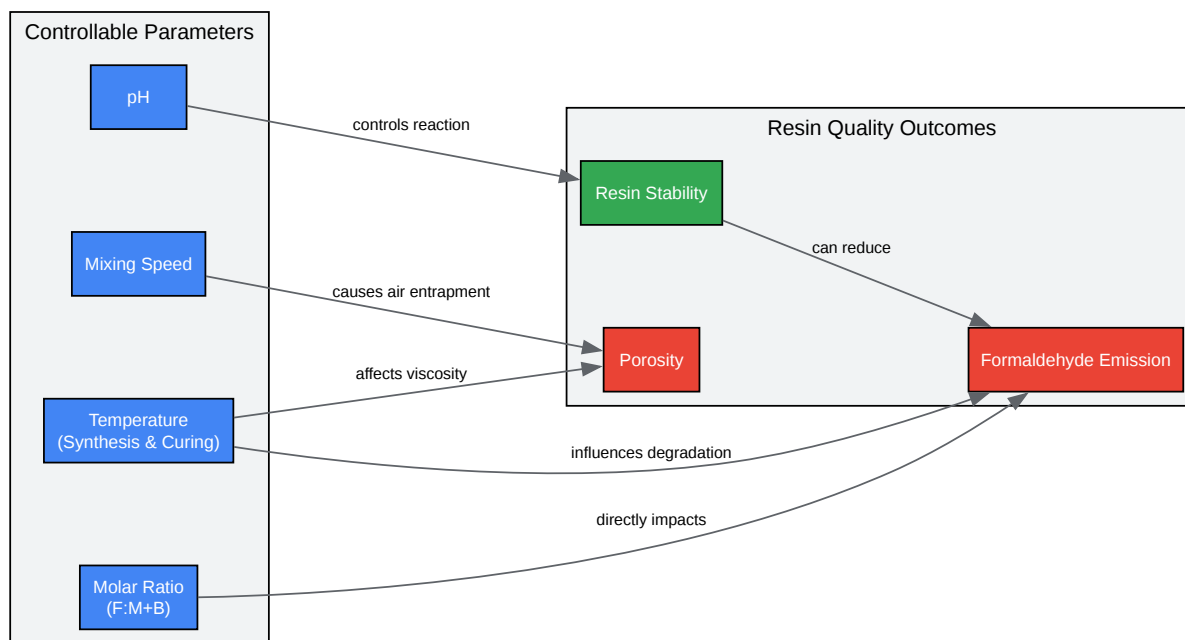 Controllable Parameters
pH
controls reaction
Resin Quality Outcomes
Resin Stability
can reduce
Mixing Speed
causes air entrapment
Porosity
Formaldehyde Emission
affects viscosity
Temperature
(Synthesis & Curing)
influences degradation
directly impacts
Molar Ratio
(F:M+B)